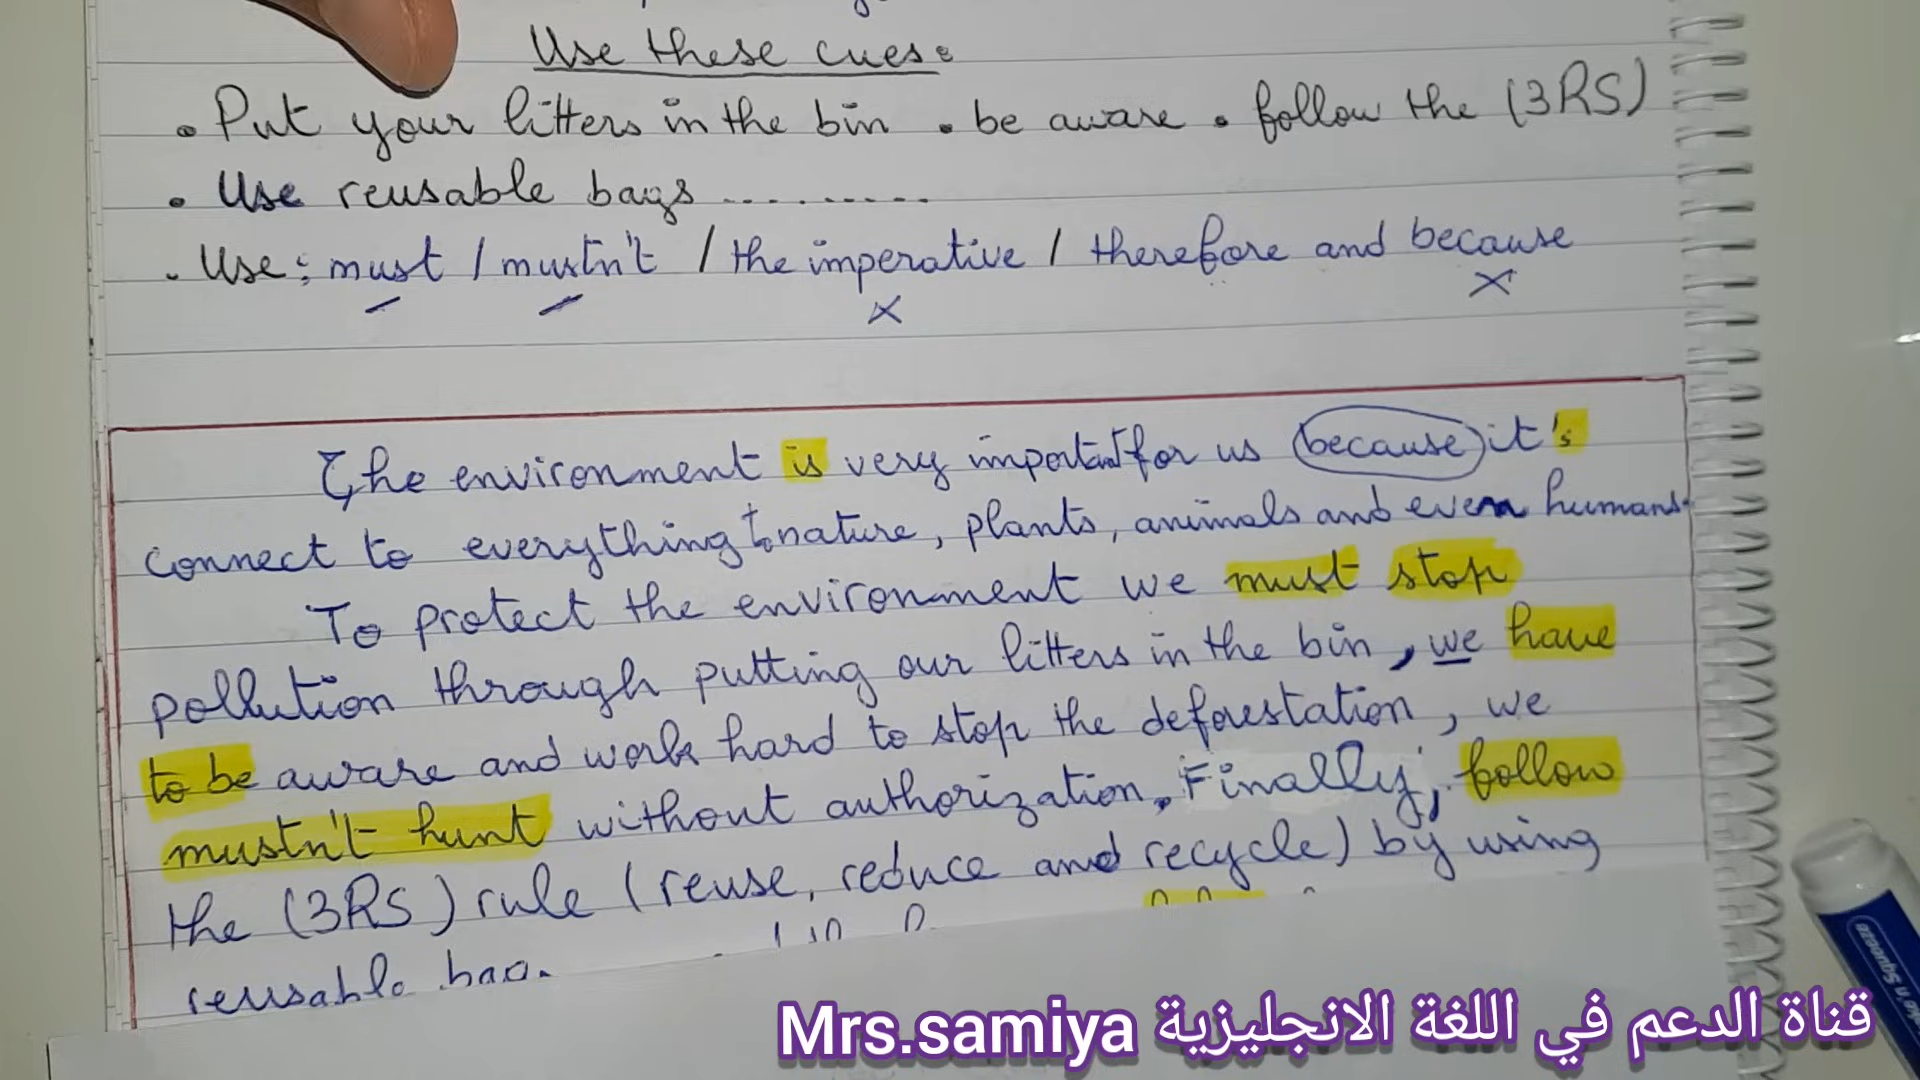 Use these cues:
• Put your litters in the bin • be aware • follow the (3RS)
• Use reusable bags ..........
• Use: must / mustn't / the imperative / therefore and because
The environment is very important for us because it's
connect to everything to nature, plants, animals and even humans.
To protect the environment we must stop
pollution through putting our litters in the bin, we have
to be aware and work hard to stop the deforestation, we
mustn't hunt without authorization. Finally, follow
the (3RS) rule (reuse, reduce and recycle) by using
reusable bag.
Mrs.samiya قناة الدعم في اللغة الانجليزية